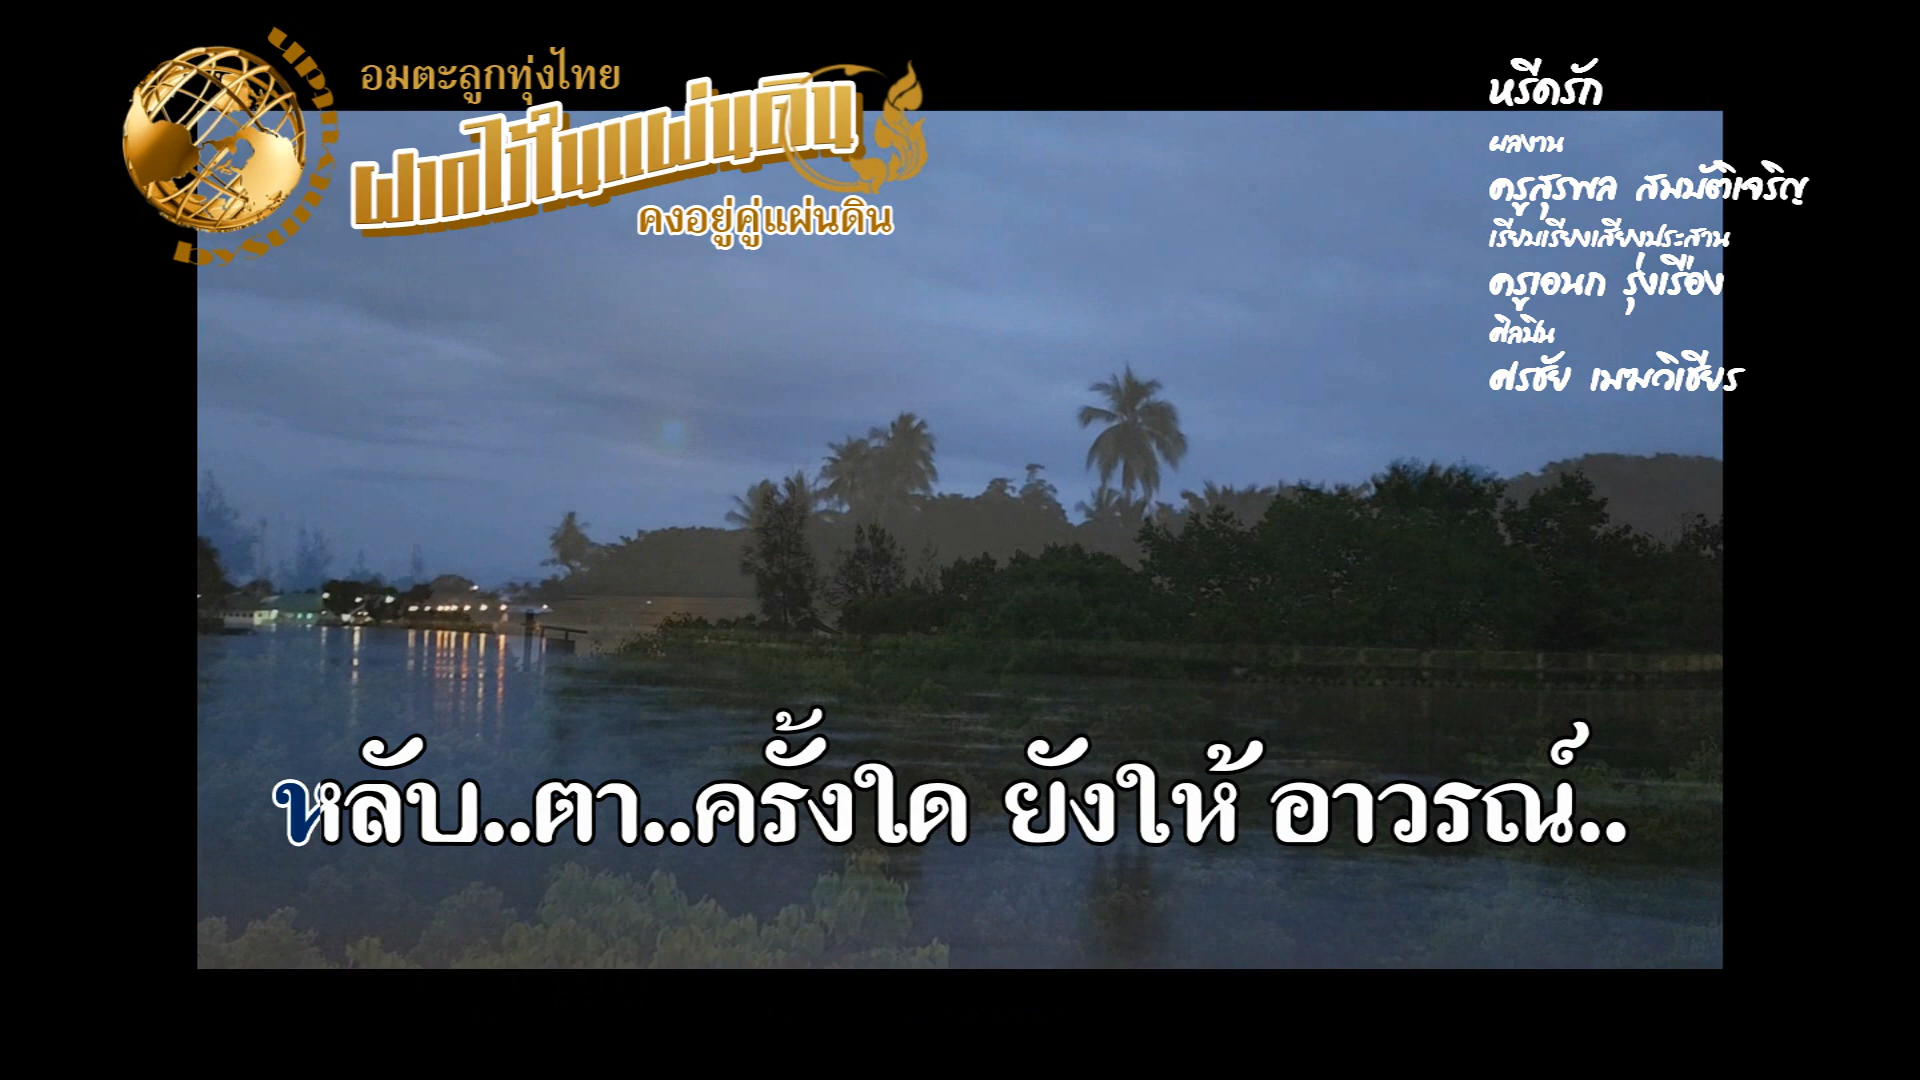 อมตะลูกทุ่งไทย
ฝากไว้ในแผ่นดิน
คงอยู่คู่แผ่นดิน
หรีดรัก
ผลงาน
ครูสุรพล สมบัติเจริญ
เรียบเรียงเสียงประสาน
ครูเอนก รุ่งเรือง
ศิลปิน
ศรชัย เมฆวิเชียร
หลับ..ตา..ครั้งใด ยังให้ อาวรณ์..